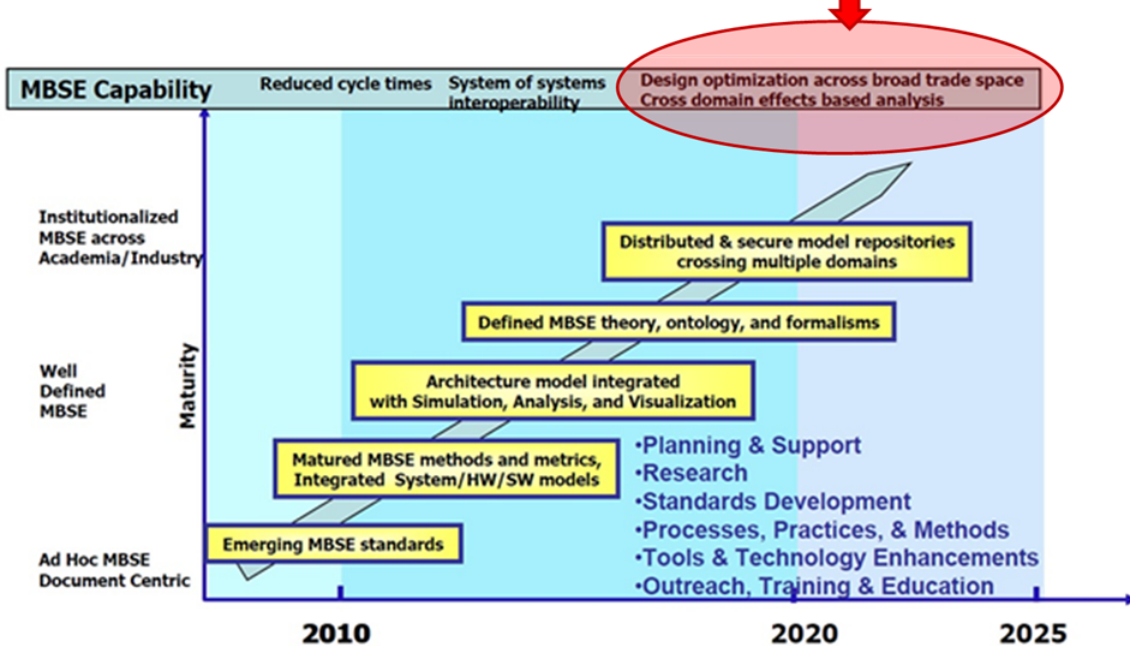 MBSE Capability
Reduced cycle times
System of systems
interoperability
Design optimization across broad trade space
Cross domain effects based analysis
Institutionalized
MBSE across
Academia/Industry
Distributed & secure model repositories
crossing multiple domains
Defined MBSE theory, ontology, and formalisms
Well
Defined
MBSE
Maturity
Architecture model integrated
with Simulation, Analysis, and Visualization
Matured MBSE methods and metrics,
Integrated System/HW/SW models
•Planning & Support
•Research
•Standards Development
•Processes, Practices, & Methods
•Tools & Technology Enhancements
•Outreach, Training & Education
Emerging MBSE standards
Ad Hoc MBSE
Document Centric
2010
2020
2025